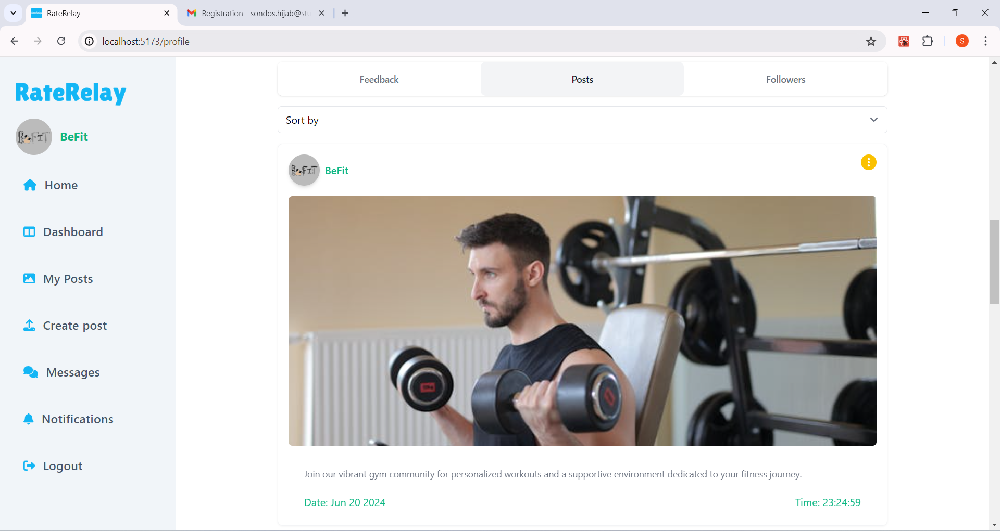 RateRelay
Registration - sondos.hijab@stu
localhost:5173/profile
S
RateRelay
BeFit
BeFit
Home
Dashboard
My Posts
Create post
Messages
Notifications
Logout
Feedback
Posts
Followers
Sort by
BeFit
BeFit
Join our vibrant gym community for personalized workouts and a supportive environment dedicated to your fitness journey.
Date: Jun 20 2024
Time: 23:24:59